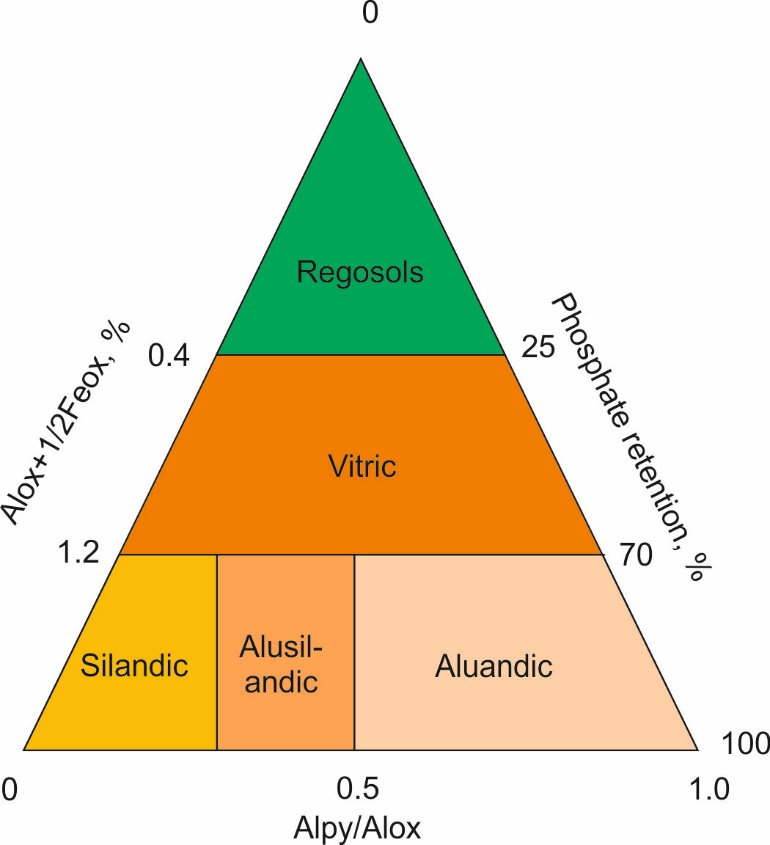 0
Regosols
0.4
25
Alox+1/2Feox, %
Phosphate retention, %
Vitric
1.2
70
Silandic
Alusil-
andic
Aluandic
100
0
0.5
1.0
Alpy/Alox